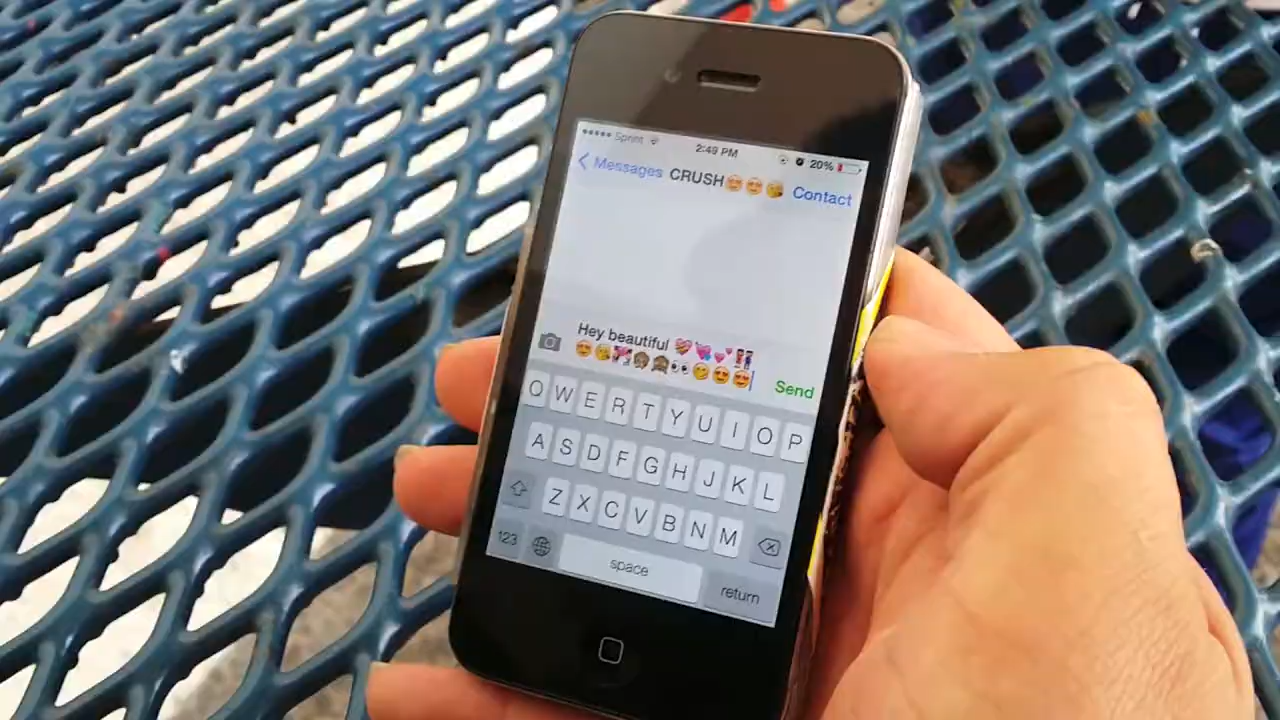 Sprint 2:49 PM 20%
Messages CRUSH😍😍😘 Contact
Hey beautiful
Send
Q W E R T Y U I O P
A S D F G H J K L
Z X C V B N M
123 space return